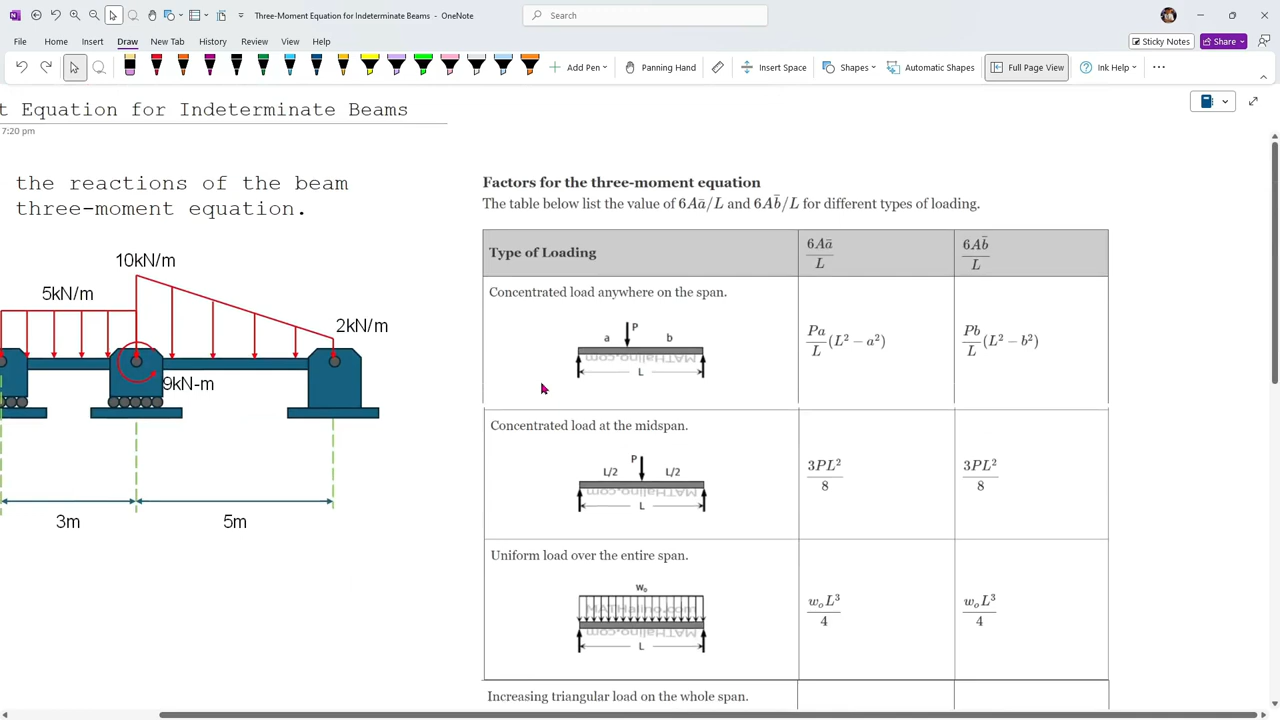 Three-Moment Equation for Indeterminate Beams - OneNote
Search
File Home Insert Draw New Tab History Review View Help
Sticky Notes
Share
Add Pen
Panning Hand
Insert Space
Shapes
Automatic Shapes
Full Page View
Ink Help
t Equation for Indeterminate Beams
7:20 pm
the reactions of the beam
three-moment equation.
10kN/m
5kN/m
2kN/m
9kN-m
3m
5m
Factors for the three-moment equation
The table below list the value of 6Aā/L and 6Ab̄/L for different types of loading.
Type of Loading
6Aā/L
6Ab̄/L
Concentrated load anywhere on the span.
P
a
b
L
Pa/L (L² − a²)
Pb/L (L² − b²)
Concentrated load at the midspan.
P
L/2
L/2
L
3PL²/8
3PL²/8
Uniform load over the entire span.
wₒ
MATHalino.com
L
wₒL³/4
wₒL³/4
Increasing triangular load on the whole span.